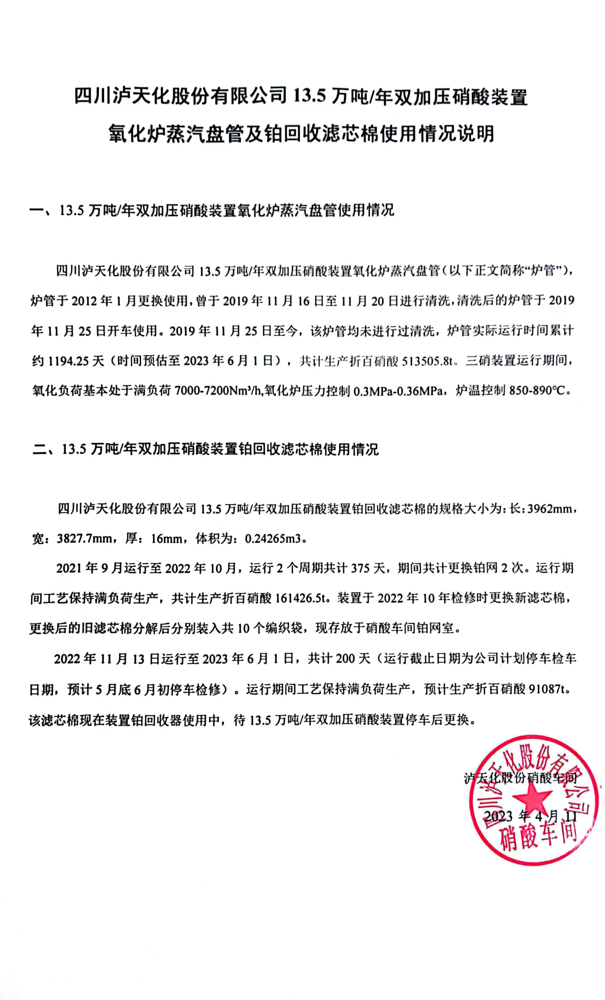 四川泸天化股份有限公司 13.5 万吨/年双加压硝酸装置
氧化炉蒸汽盘管及铂回收滤芯棉使用情况说明
一、13.5 万吨/年双加压硝酸装置氧化炉蒸汽盘管使用情况
四川泸天化股份有限公司 13.5 万吨/年双加压硝酸装置氧化炉蒸汽盘管（以下正文简称“炉管”），
炉管于 2012 年 1 月更换使用，曾于 2019 年 11 月 16 日至 11 月 20 日进行清洗，清洗后的炉管于 2019
年 11 月 25 日开车使用。2019 年 11 月 25 日至今，该炉管均未进行过清洗，炉管实际运行时间累计
约 1194.25 天（时间预估至 2023 年 6 月 1 日），共计生产折百硝酸 513505.8t。三硝装置运行期间，
氧化负荷基本处于满负荷 7000-7200Nm³/h,氧化炉压力控制 0.3MPa-0.36MPa，炉温控制 850-890℃。
二、13.5 万吨/年双加压硝酸装置铂回收滤芯棉使用情况
四川泸天化股份有限公司 13.5 万吨/年双加压硝酸装置铂回收滤芯棉的规格大小为：长：3962mm，
宽：3827.7mm，厚：16mm，体积为：0.24265m3。
2021 年 9 月运行至 2022 年 10 月，运行 2 个周期共计 375 天，期间共计更换铂网 2 次。运行期
间工艺保持满负荷生产，共计生产折百硝酸 161426.5t。装置于 2022 年 10 年检修时更换新滤芯棉，
更换后的旧滤芯棉分解后分别装入共 10 个编织袋，现存放于硝酸车间铂网室。
2022 年 11 月 13 日运行至 2023 年 6 月 1 日，共计 200 天（运行截止日期为公司计划停车检车
日期，预计 5 月底 6 月初停车检修）。运行期间工艺保持满负荷生产，预计生产折百硝酸 91087t。
该滤芯棉现在装置铂回收器使用中，待 13.5 万吨/年双加压硝酸装置停车后更换。
泸天化股份硝酸车间
2023 年 4 月 11
四川泸天化股份有限公司
硝酸车间